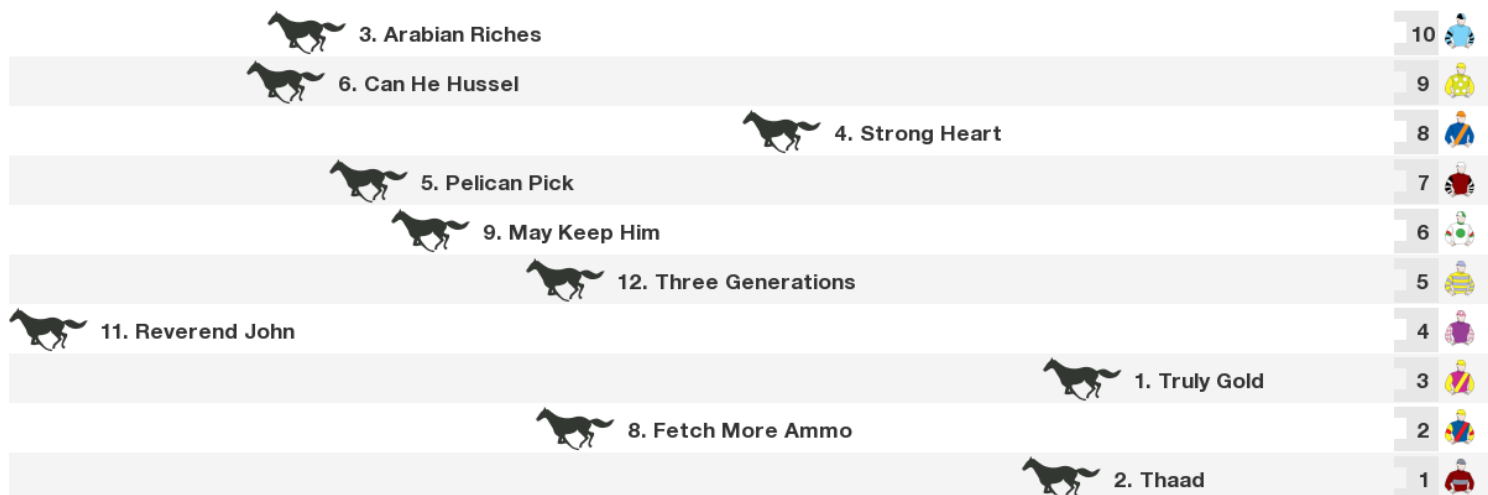 3. Arabian Riches 10
6. Can He Hussel 9
4. Strong Heart 8
5. Pelican Pick 7
9. May Keep Him 6
12. Three Generations 5
11. Reverend John 4
1. Truly Gold 3
8. Fetch More Ammo 2
2. Thaad 1